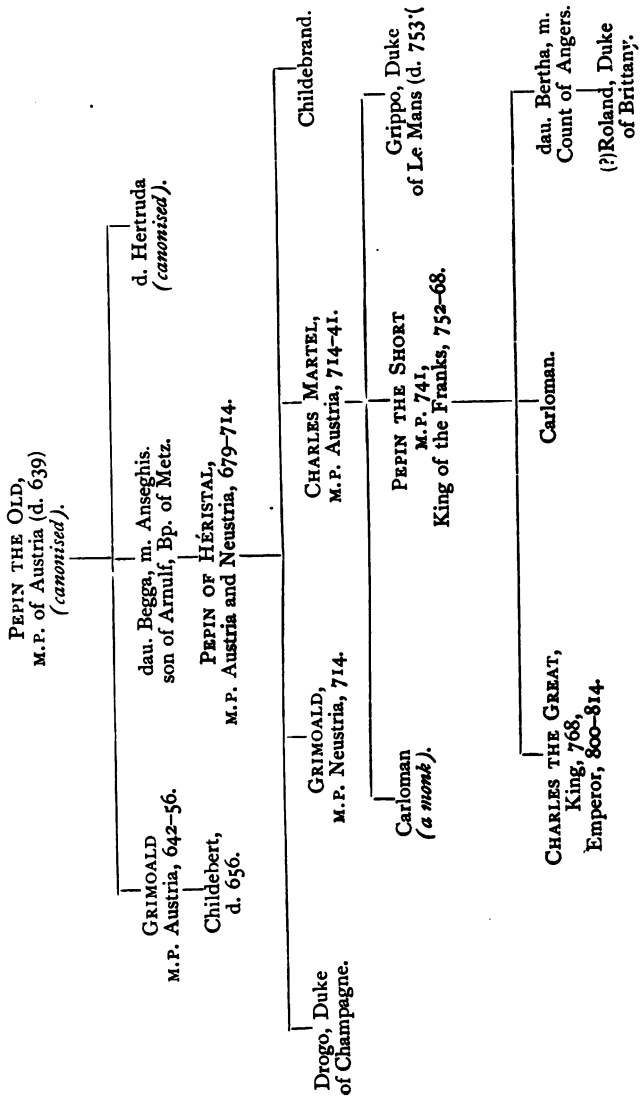 PEPIN THE OLD,
M.P. of Austria (d. 639)
(canonised).
GRIMOALD
M.P. Austria, 642–56.
dau. Begga, m. Anseghis.
son of Arnulf, Bp. of Metz.
d. Hertruda
(canonised).
Childebert,
d. 656.
PEPIN OF HÉRISTAL,
M.P. Austria and Neustria, 679–714.
Drogo, Duke
of Champagne.
GRIMOALD,
M.P. Neustria, 714.
CHARLES MARTEL,
M.P. Austria, 714–41.
Childebrand.
Carloman
(a monk).
PEPIN THE SHORT
M.P. 741,
King of the Franks, 752–68.
Grippo, Duke
of Le Mans (d. 753·(
CHARLES THE GREAT,
King, 768,
Emperor, 800–814.
Carloman.
dau. Bertha, m.
Count of Angers.
(?)Roland, Duke
of Brittany.